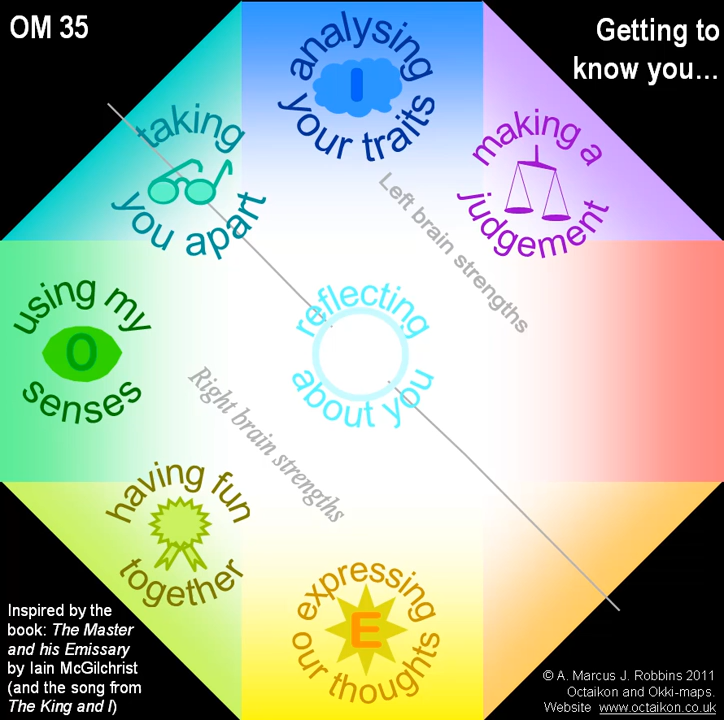 OM 35
Getting to
know you...
analysing
I
your traits
taking
you apart
making a
judgement
Left brain strengths
using my
O
senses
reflecting
about you
Right brain strengths
having fun
together
expressing
E
our thoughts
Inspired by the
book: The Master
and his Emissary
by Iain McGilchrist
(and the song from
The King and I)
© A. Marcus J. Robbins 2011
Octaikon and Okki-maps.
Website www.octaikon.co.uk